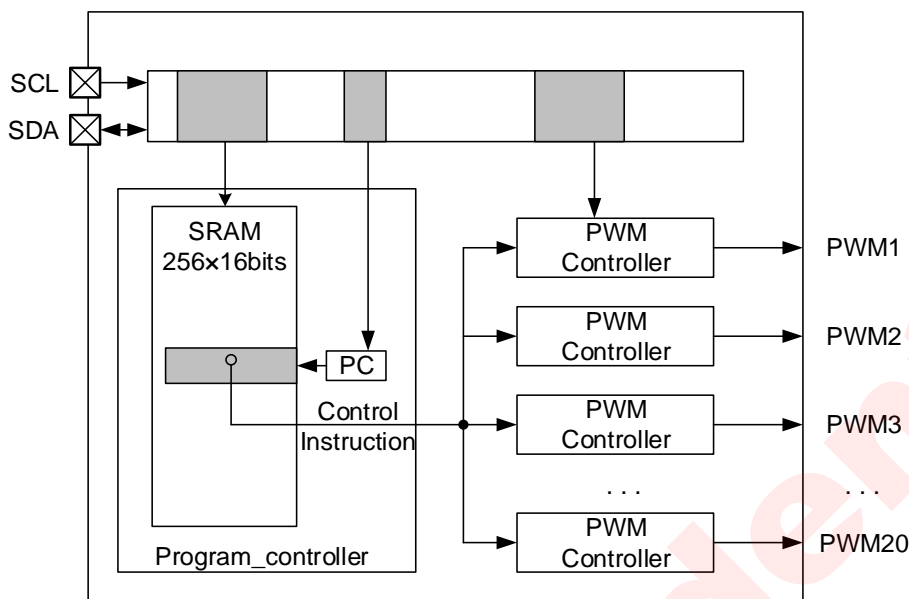 SCL
SDA
SRAM
256×16bits
PC
Control
Instruction
Program_controller
PWM
Controller
PWM1
PWM
Controller
PWM2
PWM
Controller
PWM3
. . .
. . .
PWM
Controller
PWM20